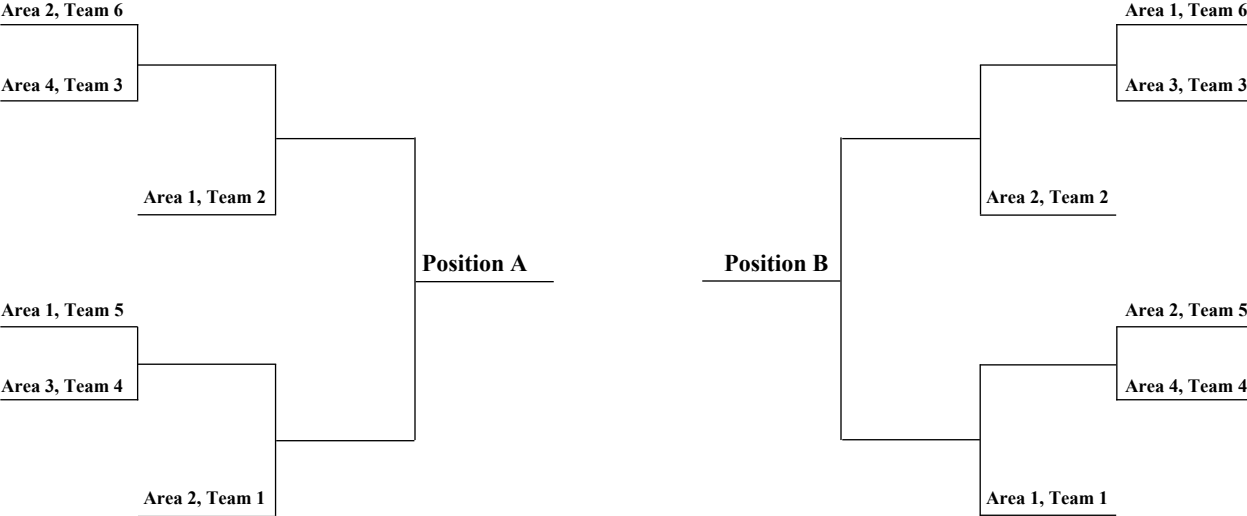 Area 2, Team 6
Area 1, Team 6
Area 4, Team 3
Area 3, Team 3
Area 1, Team 2
Area 2, Team 2
Position A
Position B
Area 1, Team 5
Area 2, Team 5
Area 3, Team 4
Area 4, Team 4
Area 2, Team 1
Area 1, Team 1